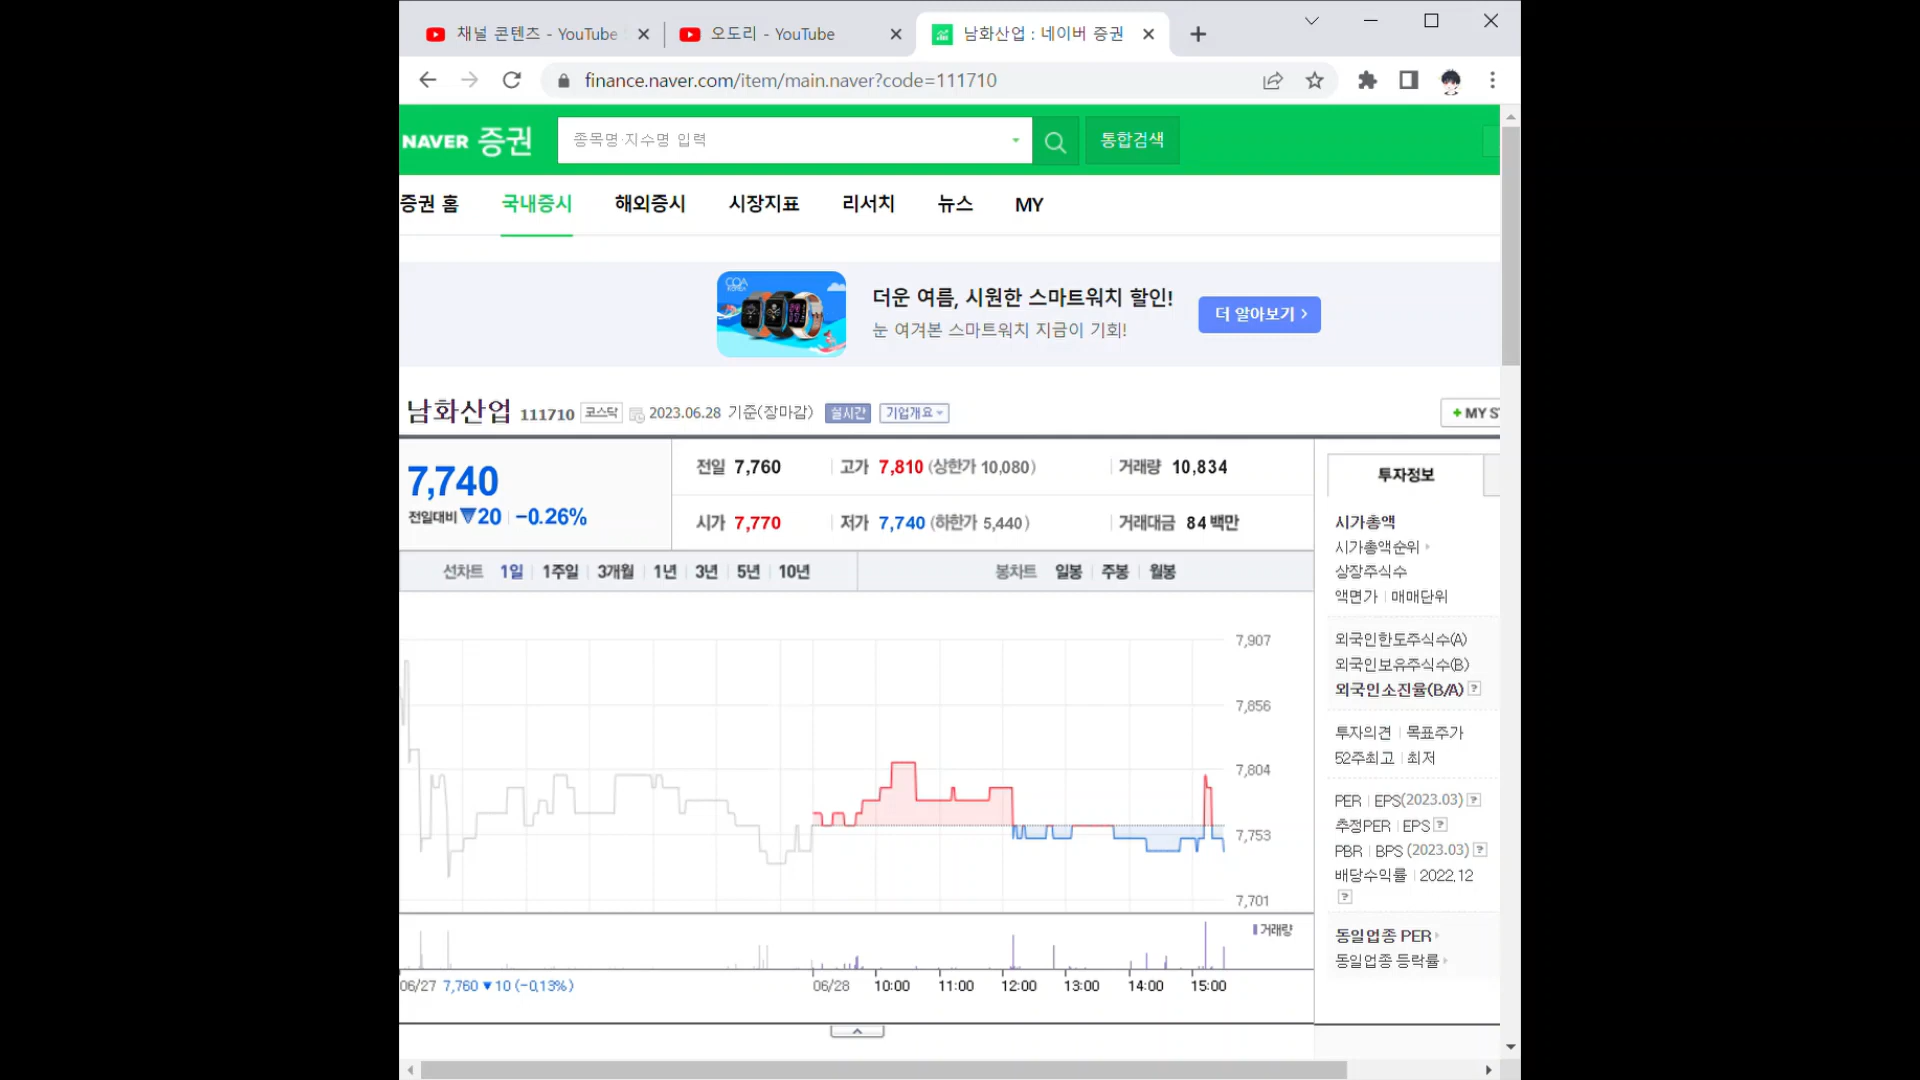 채널 콘텐츠 - YouTube
오도리 - YouTube
남화산업 : 네이버 증권
finance.naver.com/item/main.naver?code=111710
NAVER 증권
종목명·지수명 입력
통합검색
증권 홈 국내증시 해외증시 시장지표 리서치 뉴스 MY
COA
더운 여름, 시원한 스마트워치 할인!
눈 여겨본 스마트워치 지금이 기회!
더 알아보기 >
남화산업 111710 코스닥 2023.06.28 기준(장마감) 실시간 기업개요
+ MY S
7,740
전일대비 ▼20 -0.26%
전일 7,760 고가 7,810 (상한가 10,080) 거래량 10,834
시가 7,770 저가 7,740 (하한가 5,440) 거래대금 84 백만
선차트 1일 1주일 3개월 1년 3년 5년 10년
봉차트 일봉 주봉 월봉
7,907
7,856
7,804
7,753
7,701
거래량
06/27 7,760 ▼10 (-0.13%)
06/28 10:00 11:00 12:00 13:00 14:00 15:00
투자정보
시가총액
시가총액순위
상장주식수
액면가 | 매매단위
외국인한도주식수(A)
외국인보유주식수(B)
외국인소진율(B/A) ?
투자의견 | 목표주가
52주최고 | 최저
PER | EPS(2023.03) ?
추정PER | EPS ?
PBR | BPS (2023.03) ?
배당수익률 | 2022.12
?
동일업종 PER
동일업종 등락률